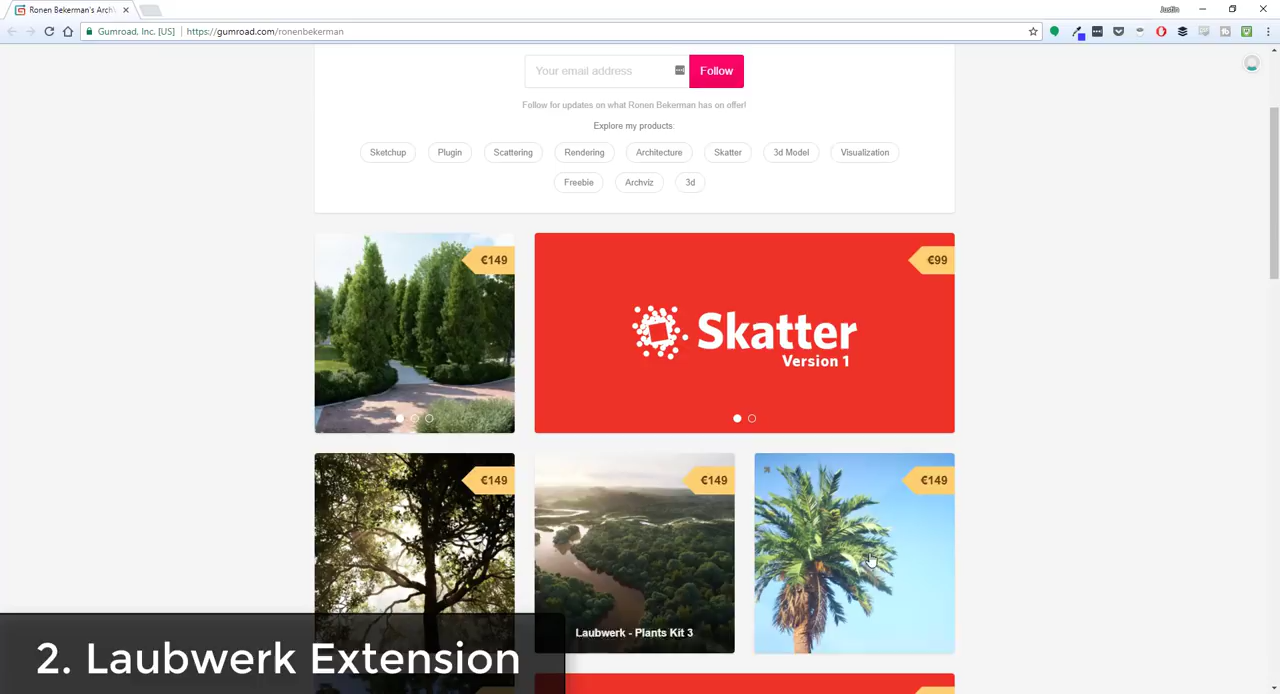 Ronen Bekerman's ArchV
Justin
Gumroad, Inc. [US]
https://gumroad.com/ronenbekerman
Your email address
Follow
Follow for updates on what Ronen Bekerman has on offer!
Explore my products:
Sketchup
Plugin
Scattering
Rendering
Architecture
Skatter
3d Model
Visualization
Freebie
Archviz
3d
€149
€99
Skatter
Version 1
€149
€149
€149
Laubwerk - Plants Kit 3
2. Laubwerk Extension